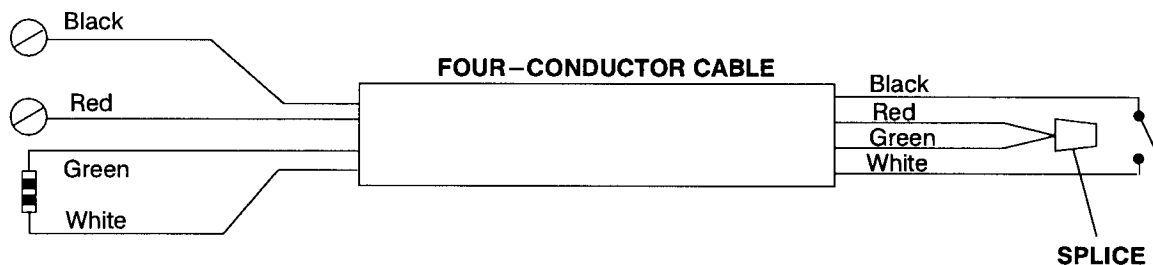 Black
FOUR–CONDUCTOR CABLE
Red
Green
White
Black
Red
Green
White
SPLICE